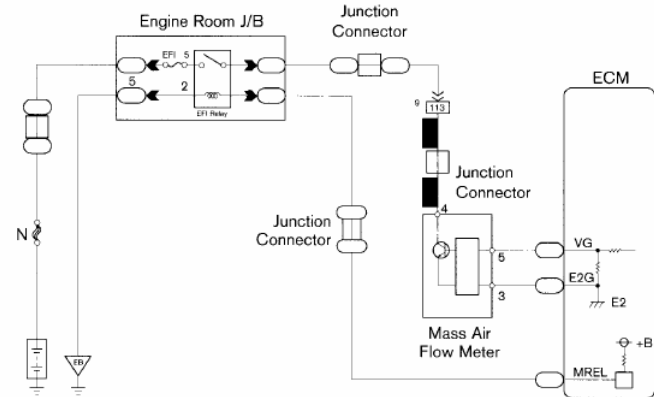 Engine Room J/B
Junction
Connector
EFI 5
5
2
EFI Relay
ECM
9
113
Junction
Connector
Junction
Connector
N
4
VG
5
E2G
3
E2
Mass Air
Flow Meter
+B
EB
MREL